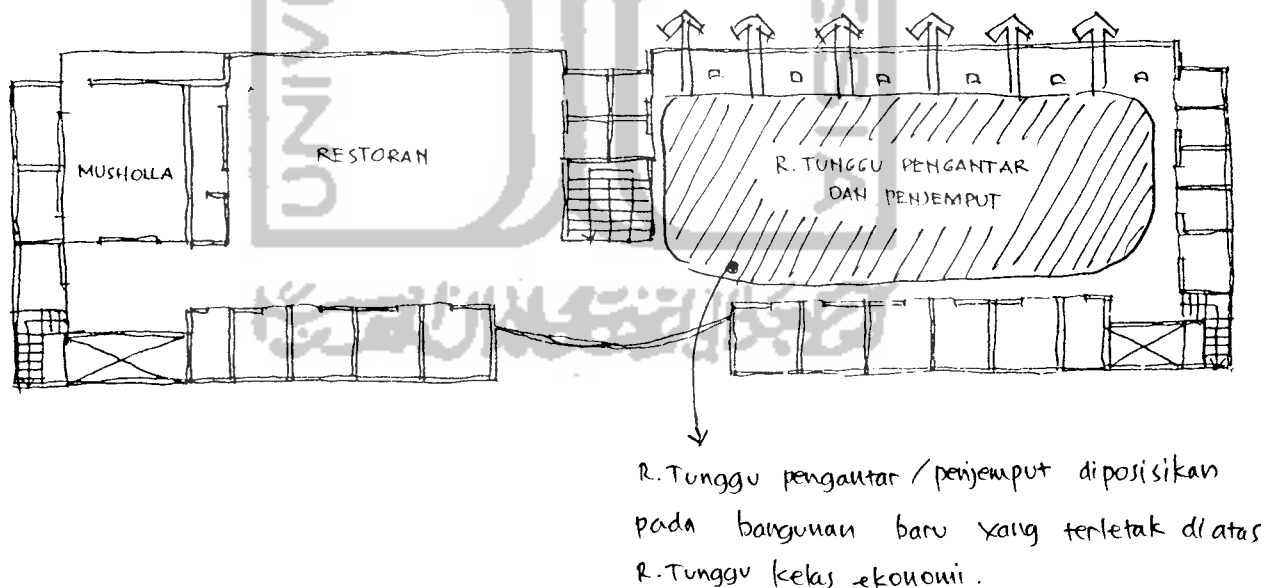 MUSHOLLA
RESTORAN
R. TUNGGU PENGANTAR
DAN PENJEMPUT
R. Tunggu pengantar / penjemput diposisikan
pada bangunan baru yang terletak di atas
R. Tunggu kelas ekonomi.